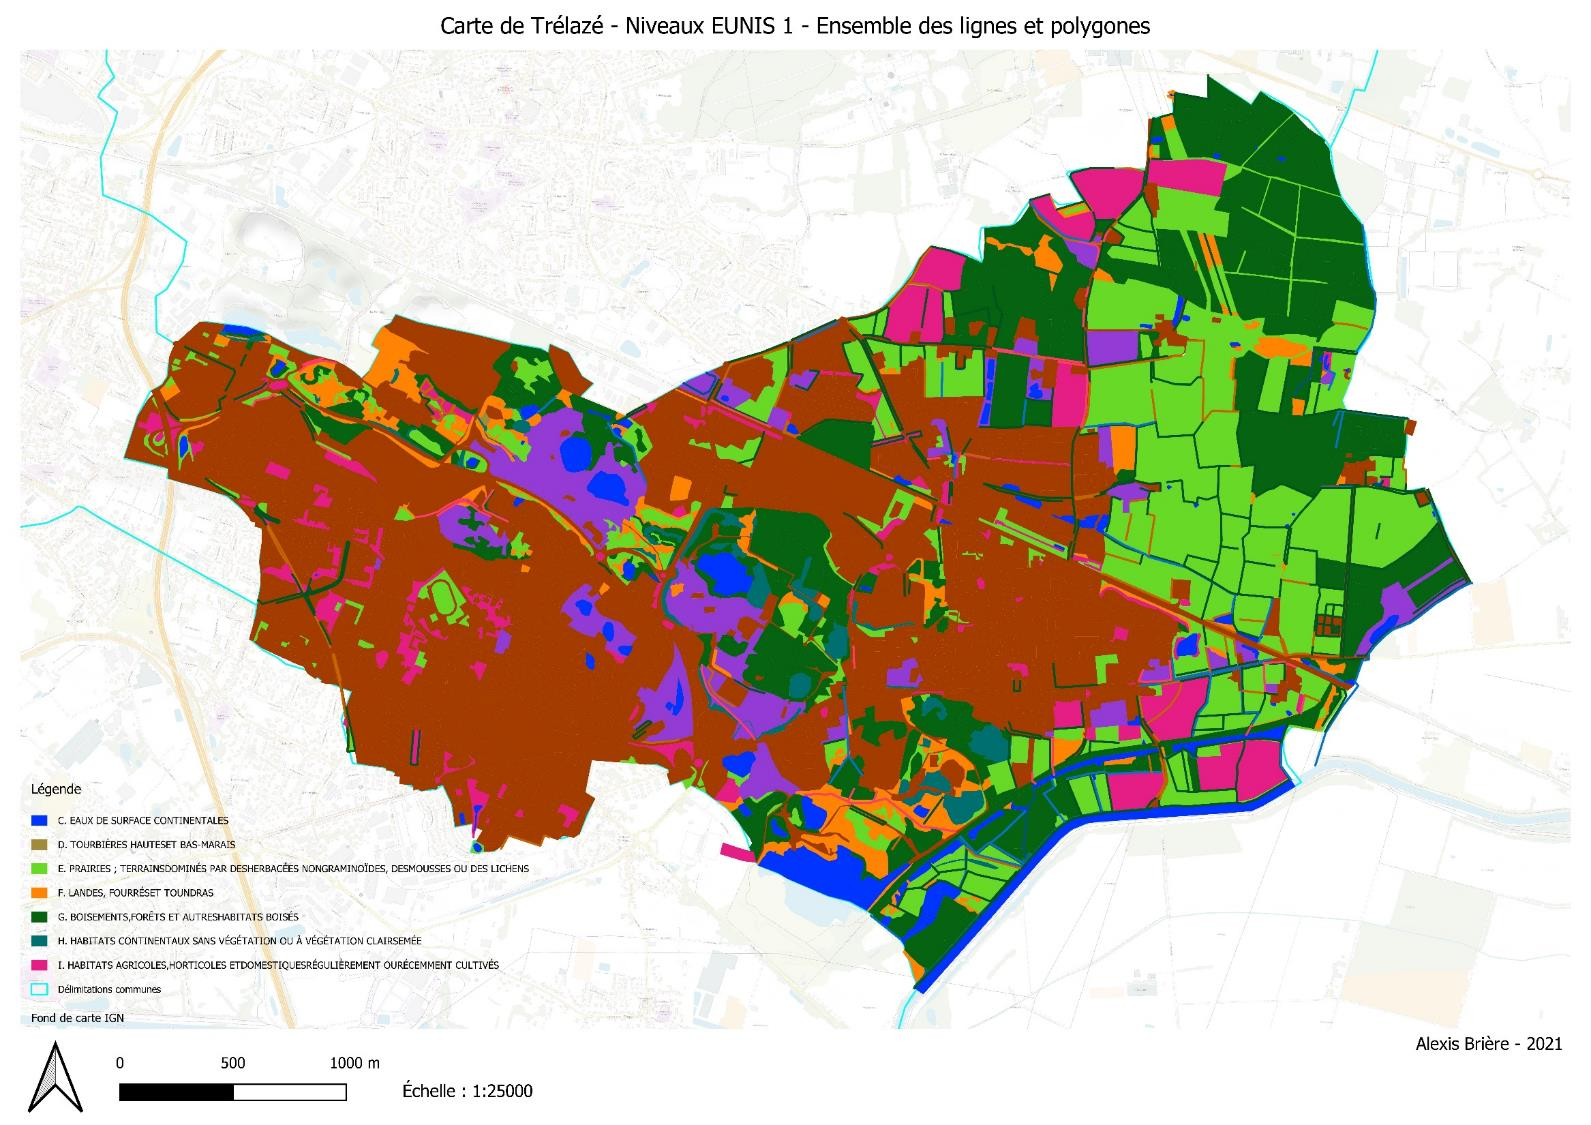 Carte de Trélazé - Niveaux EUNIS 1 - Ensemble des lignes et polygones
Légende
C. EAUX DE SURFACE CONTINENTALES
D. TOURBIÈRES HAUTESET BAS-MARAIS
E. PRAIRIES ; TERRAINSDOMINÉS PAR DESHERBACÉES NONGRAMINOÏDES, DESMOUSSES OU DES LICHENS
F. LANDES, FOURRÉSET TOUNDRAS
G. BOISEMENTS,FORÊTS ET AUTRESHABITATS BOISÉS
H. HABITATS CONTINENTAUX SANS VÉGÉTATION OU À VÉGÉTATION CLAIRSEMÉE
I. HABITATS AGRICOLES,HORTICOLES ETDOMESTIQUESRÉGULIÈREMENT OURÉCEMMENT CULTIVÉS
Délimitations communes
Fond de carte IGN
Alexis Brière - 2021
0 500 1000 m
Échelle : 1:25000